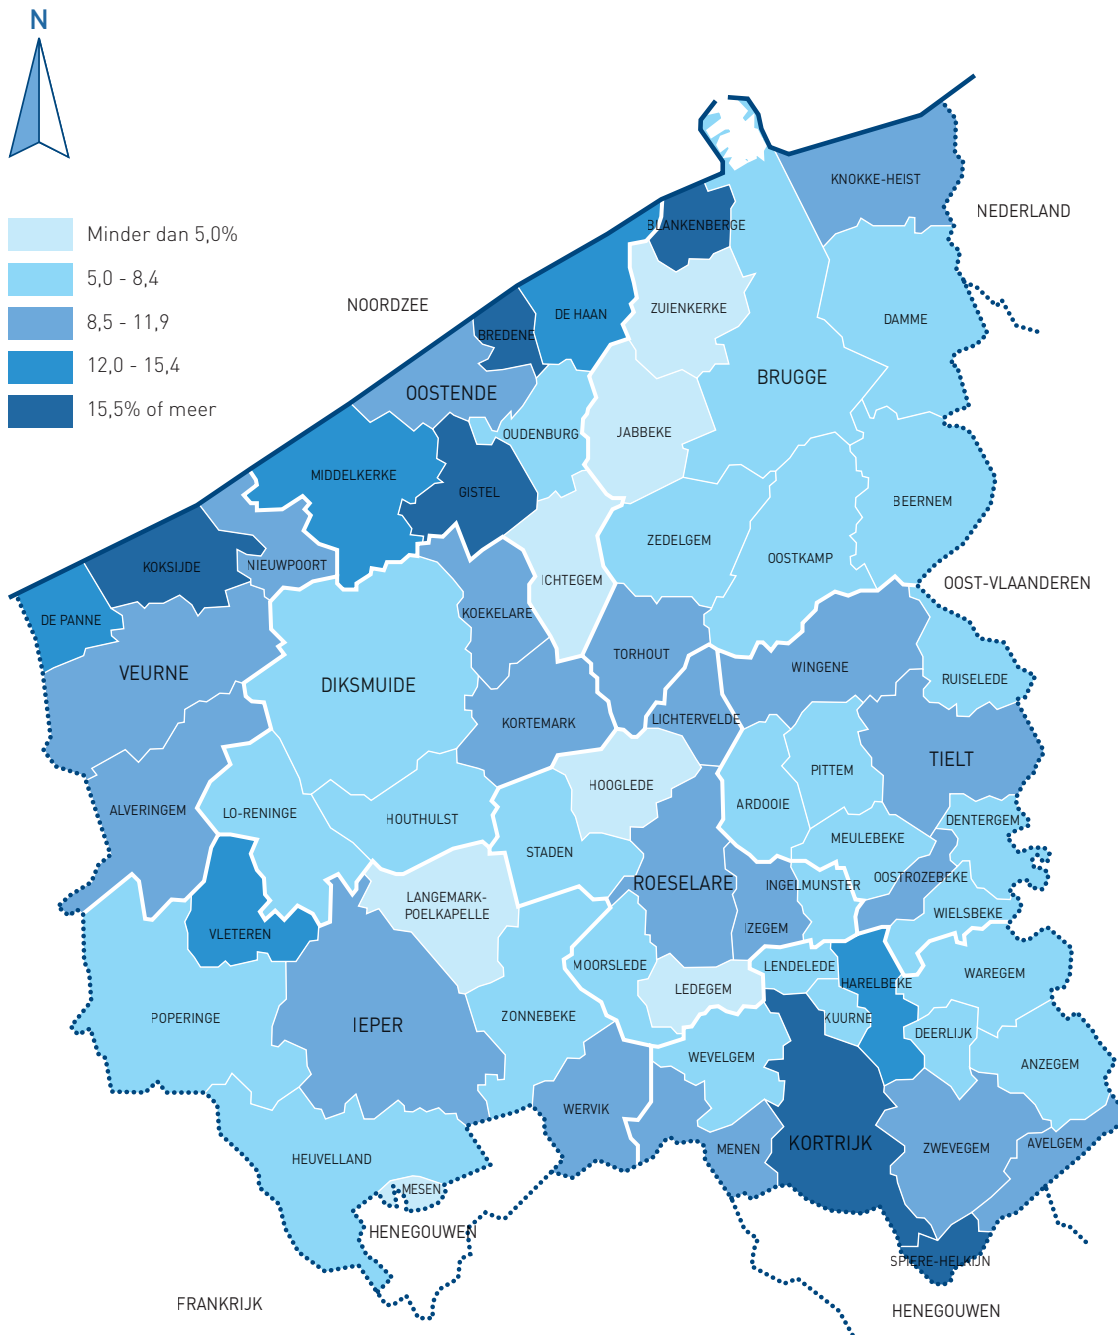 N
Minder dan 5,0%
5,0 - 8,4
8,5 - 11,9
12,0 - 15,4
15,5% of meer
KNOKKE-HEIST
NEDERLAND
BLANKENBERGE
NOORDZEE
ZUIENKERKE
DE HAAN
DAMME
BREDENE
BRUGGE
OOSTENDE
OUDENBURG
JABBEKE
MIDDELKERKE
GISTEL
BEERNEM
ZEDELGEM
OOSTKAMP
KOKSIJDE
NIEUWPOORT
ICHTEGEM
OOST-VLAANDEREN
DE PANNE
KOEKELARE
VEURNE
DIKSMUIDE
TORHOUT
WINGENE
RUISELEDE
KORTEMARK
LICHTERVELDE
TIELT
PITTEM
HOOGLEDE
ARDOOIE
ALVERINGEM
LO-RENINGE
HOUTHULST
DENTERGEM
MEULEBEKE
STADEN
OOSTROZEBEKE
ROESELARE
INGELMUNSTER
LANGEMARK-
POELKAPELLE
WIELSBEKE
IZEGEM
VLETEREN
MOORSLEDE
LENDELEDE
WAREGEM
HARELBEKE
LEDEGEM
POPERINGE
IEPER
ZONNEBEKE
KUURNE
DEERLIJK
WEVELGEM
ANZEGEM
WERVIK
MENEN
KORTRIJK
ZWEVEGEM
AVELGEM
HEUVELLAND
MESEN
HENEGOUWEN
SPIERE-HELKIJN
FRANKRIJK
HENEGOUWEN